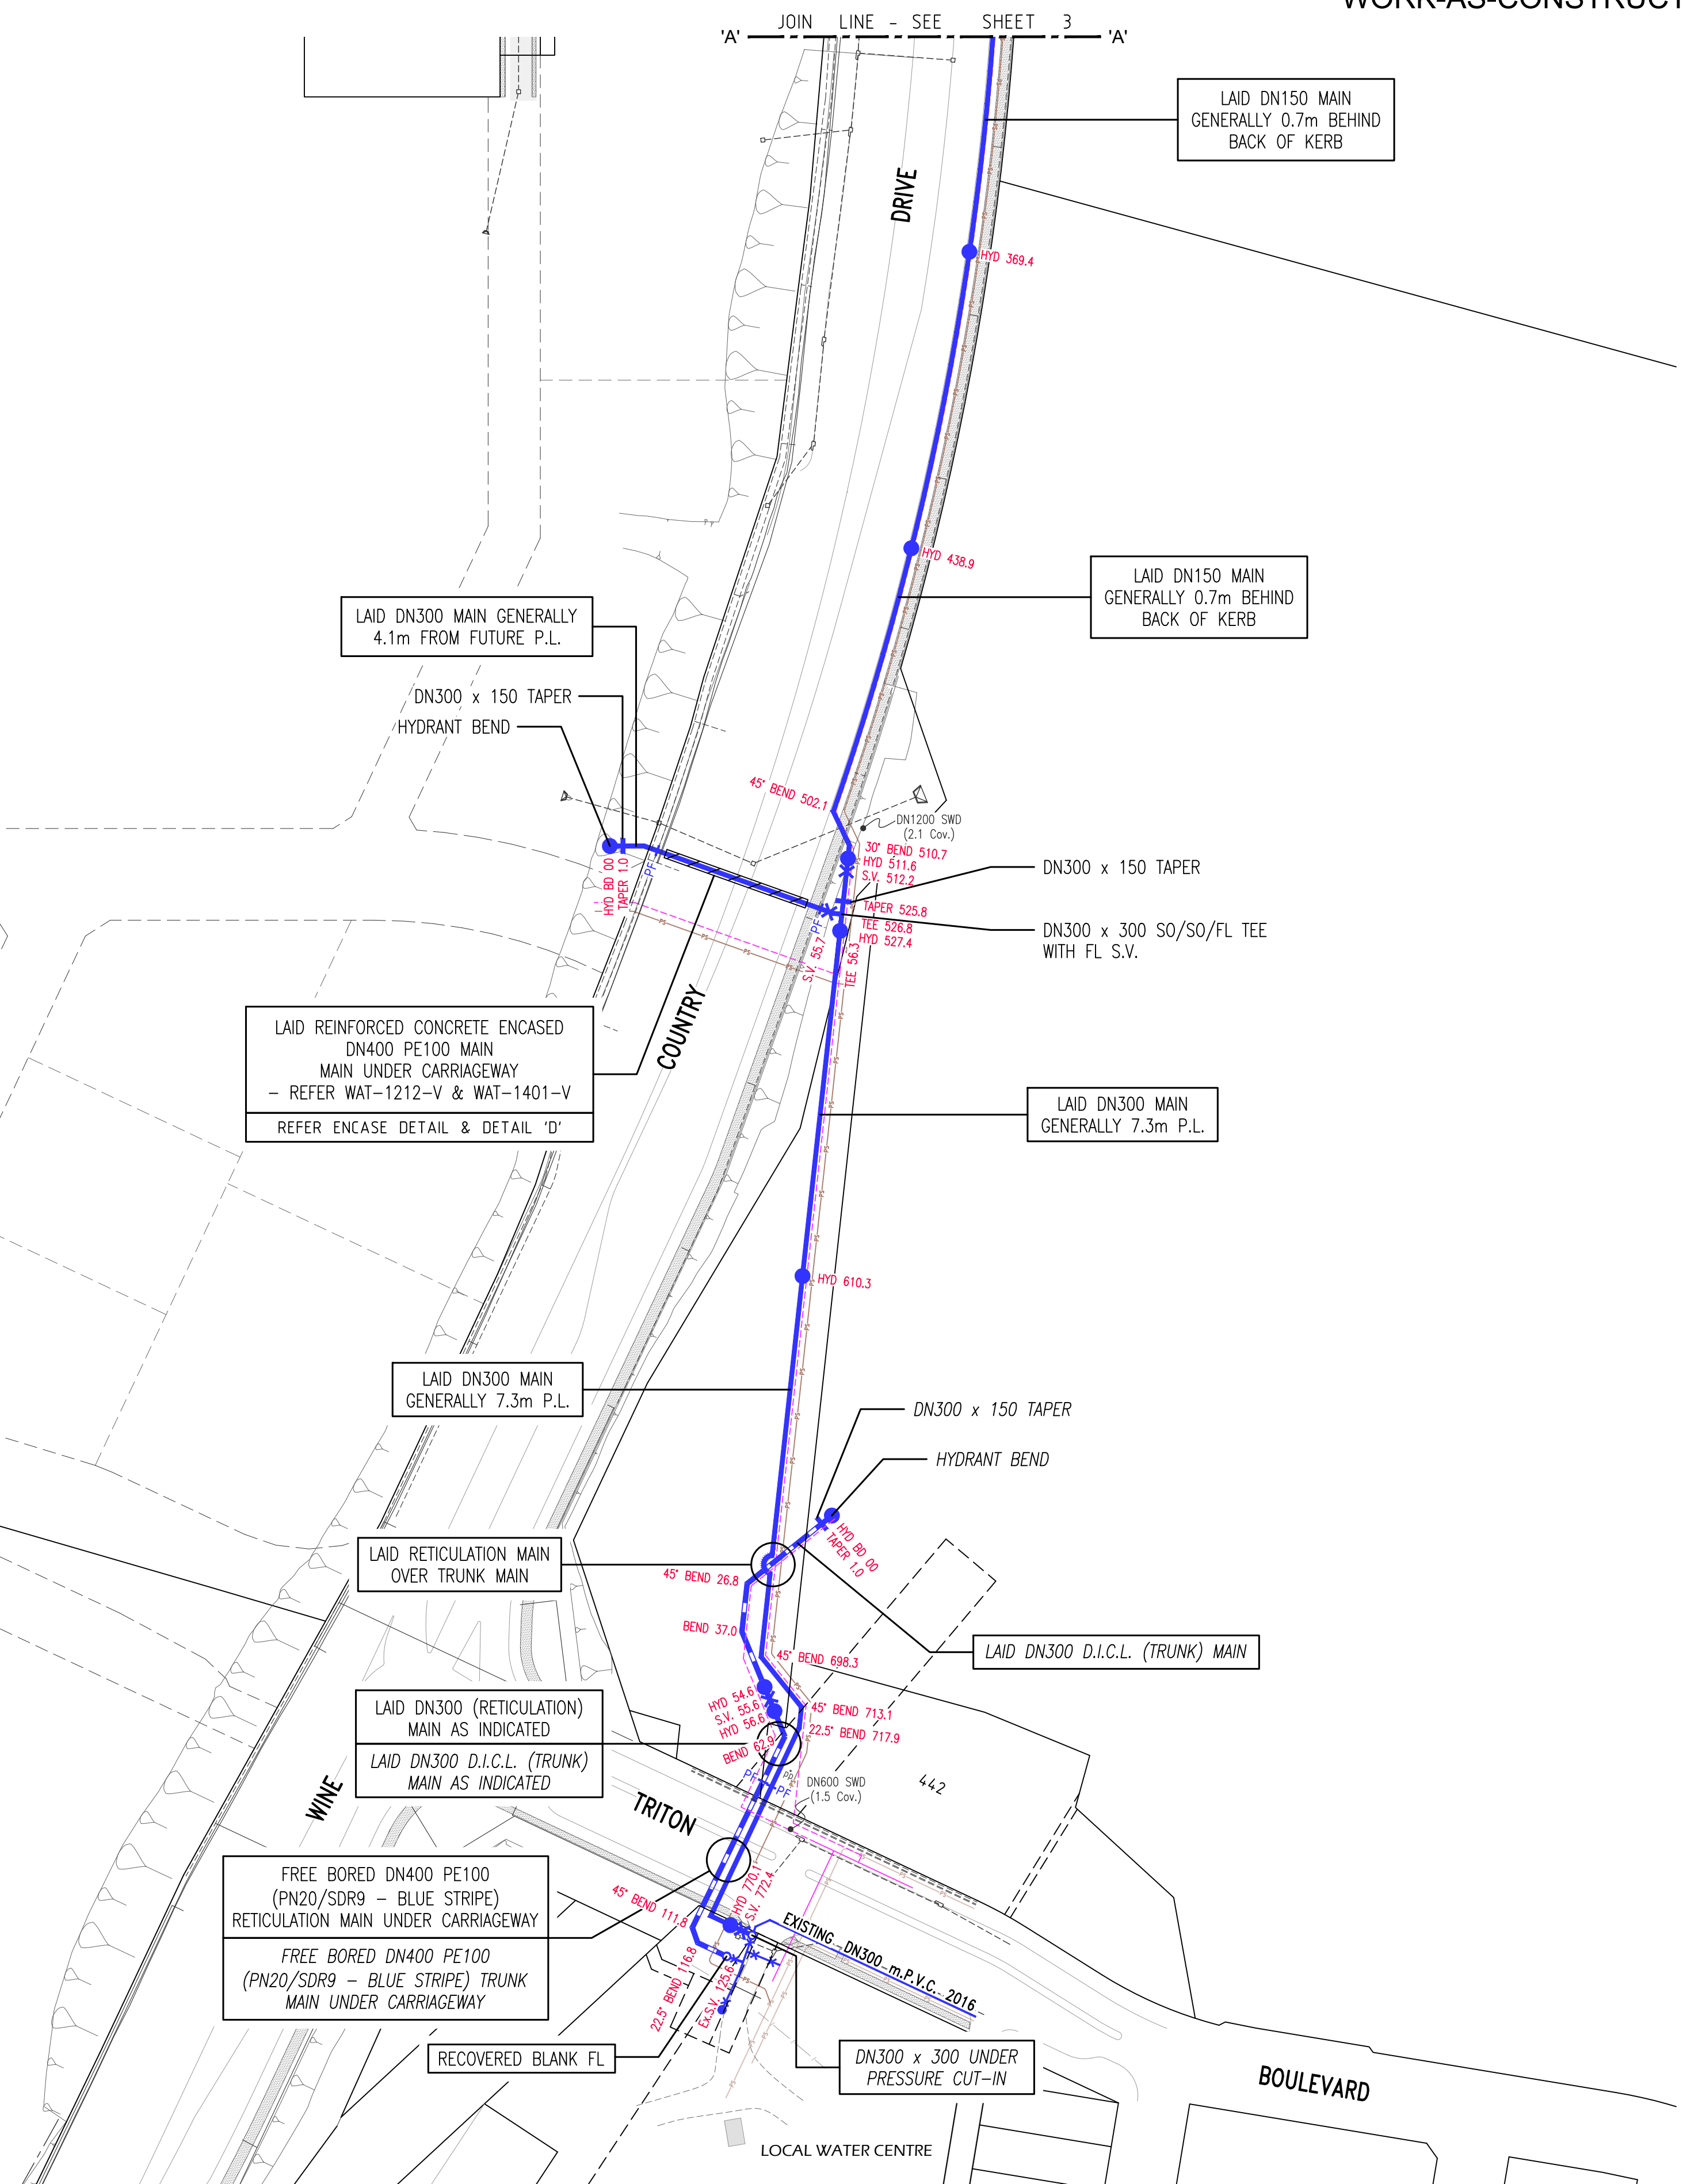 WORK-AS-CONSTRUCT
JOIN LINE - SEE SHEET 3
'A' 'A'
LAID DN150 MAIN
GENERALLY 0.7m BEHIND
BACK OF KERB
DRIVE
HYD 369.4
HYD 438.9
LAID DN150 MAIN
GENERALLY 0.7m BEHIND
BACK OF KERB
LAID DN300 MAIN GENERALLY
4.1m FROM FUTURE P.L.
DN300 x 150 TAPER
HYDRANT BEND
45° BEND 502.1
DN1200 SWD
(2.1 Cov.)
30° BEND 510.7
HYD 511.6
S.V. 512.2
HYD BD 00
TAPER 1.0
PF
DN300 x 150 TAPER
TAPER 525.8
TEE 526.8
HYD 527.4
PF
S.V. 55.7
TEE 56.3
DN300 x 300 SO/SO/FL TEE
WITH FL S.V.
COUNTRY
LAID REINFORCED CONCRETE ENCASED
DN400 PE100 MAIN
MAIN UNDER CARRIAGEWAY
- REFER WAT-1212-V & WAT-1401-V
REFER ENCASE DETAIL & DETAIL 'D'
LAID DN300 MAIN
GENERALLY 7.3m P.L.
HYD 610.3
LAID DN300 MAIN
GENERALLY 7.3m P.L.
DN300 x 150 TAPER
HYDRANT BEND
HYD BD 00
TAPER 1.0
LAID RETICULATION MAIN
OVER TRUNK MAIN
45° BEND 26.8
BEND 37.0
45° BEND 698.3
LAID DN300 D.I.C.L. (TRUNK) MAIN
HYD 54.6
S.V. 55.6
HYD 56.6
BEND 62.9
45° BEND 713.1
22.5° BEND 717.9
LAID DN300 (RETICULATION)
MAIN AS INDICATED
LAID DN300 D.I.C.L. (TRUNK)
MAIN AS INDICATED
PF
PF
PP
DN600 SWD
(1.5 Cov.)
442
WINE
TRITON
FREE BORED DN400 PE100
(PN20/SDR9 - BLUE STRIPE)
RETICULATION MAIN UNDER CARRIAGEWAY
FREE BORED DN400 PE100
(PN20/SDR9 - BLUE STRIPE) TRUNK
MAIN UNDER CARRIAGEWAY
45° BEND 111.8
HYD 770.1
S.V. 772.4
22.5° BEND 116.8
Ex.S.V. 125.6
EXISTING DN300 m.P.V.C. 2016
RECOVERED BLANK FL
DN300 x 300 UNDER
PRESSURE CUT-IN
BOULEVARD
LOCAL WATER CENTRE